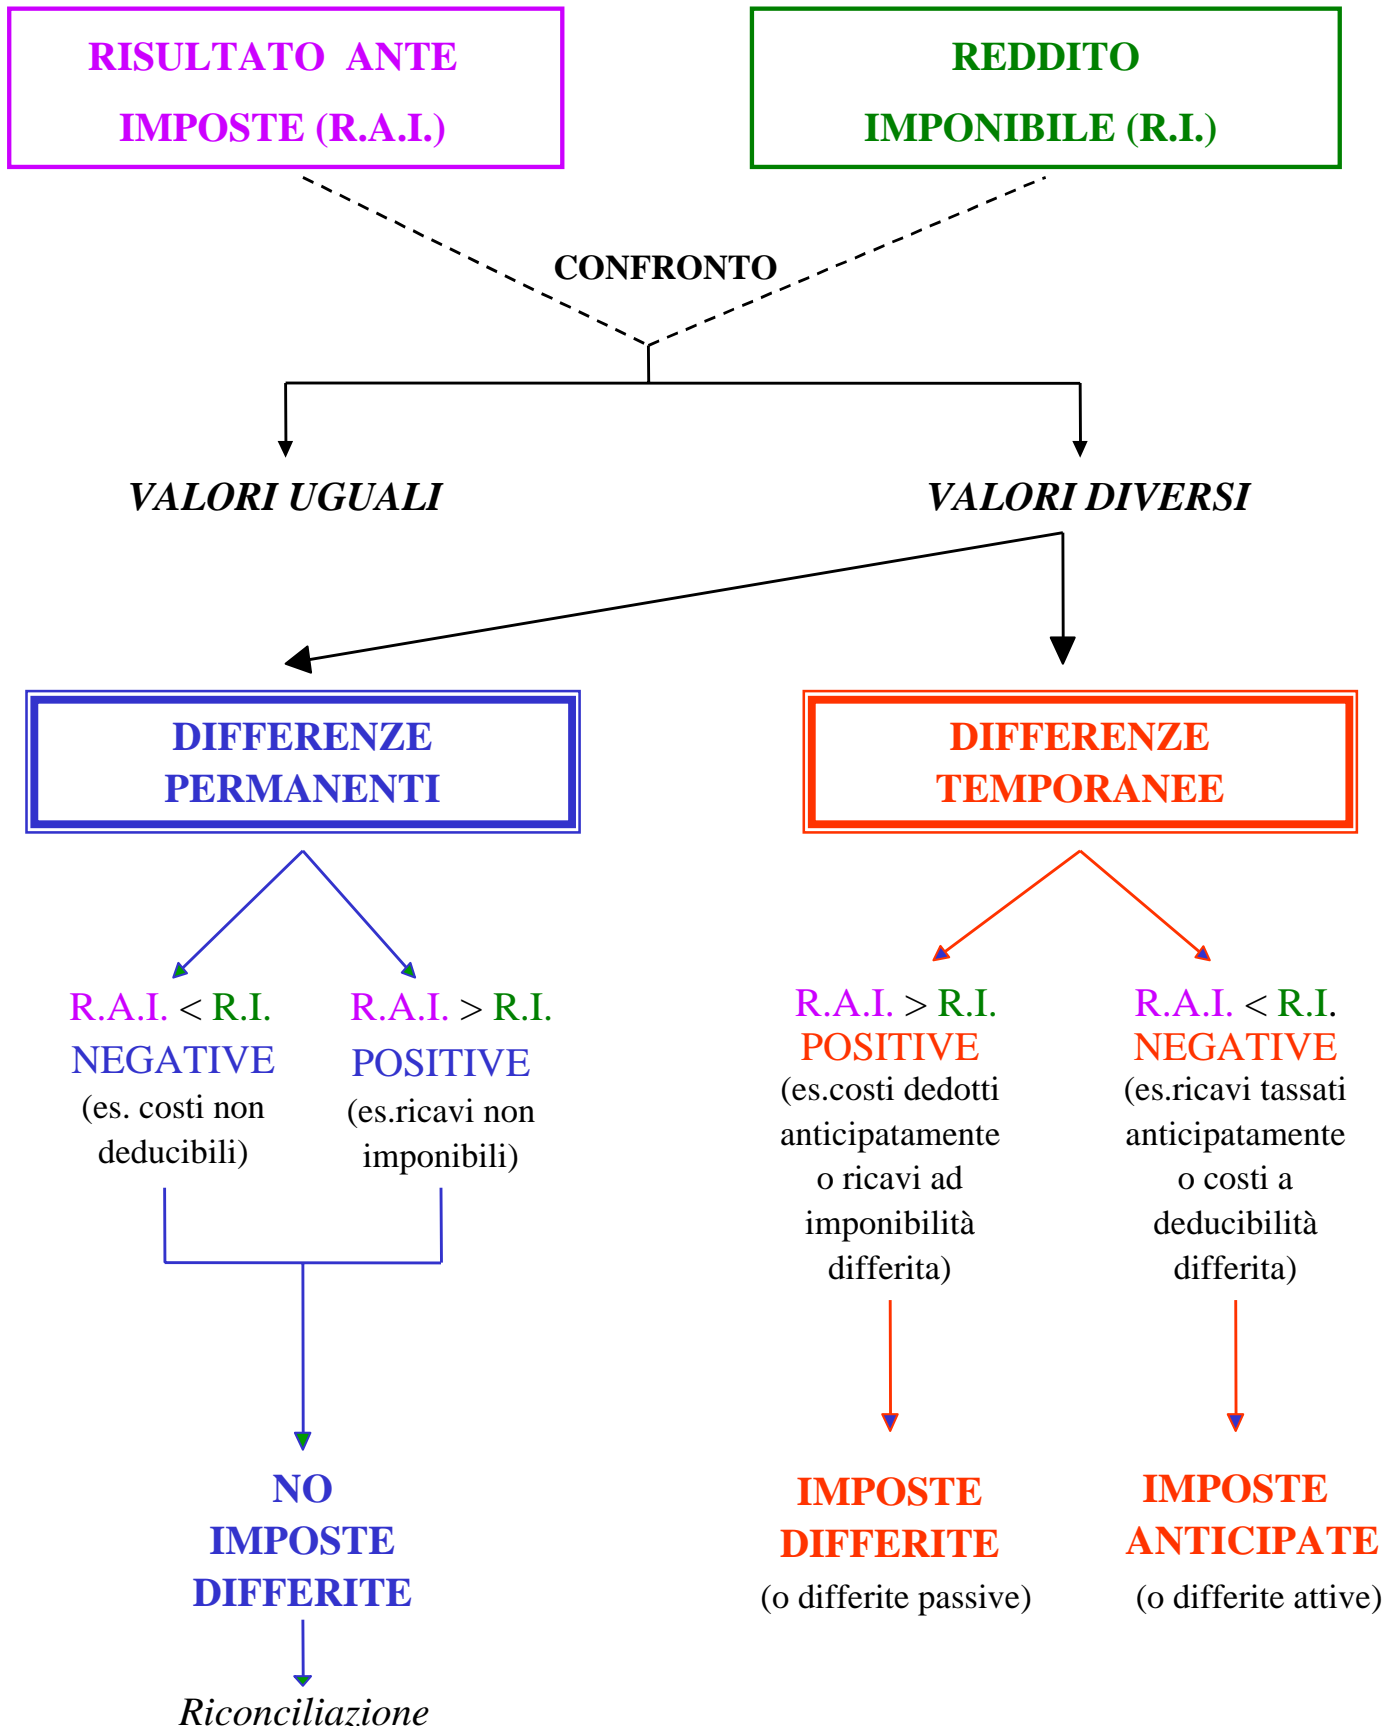 RISULTATO ANTE
IMPOSTE (R.A.I.)
REDDITO
IMPONIBILE (R.I.)
CONFRONTO
VALORI UGUALI
VALORI DIVERSI
DIFFERENZE
PERMANENTI
DIFFERENZE
TEMPORANEE
R.A.I. < R.I.
NEGATIVE
(es. costi non
deducibili)
R.A.I. > R.I.
POSITIVE
(es.ricavi non
imponibili)
R.A.I. > R.I.
POSITIVE
(es.costi dedotti
anticipatamente
o ricavi ad
imponibilità
differita)
R.A.I. < R.I.
NEGATIVE
(es.ricavi tassati
anticipatamente
o costi a
deducibilità
differita)
NO
IMPOSTE
DIFFERITE
IMPOSTE
DIFFERITE
(o differite passive)
IMPOSTE
ANTICIPATE
(o differite attive)
Riconciliazione